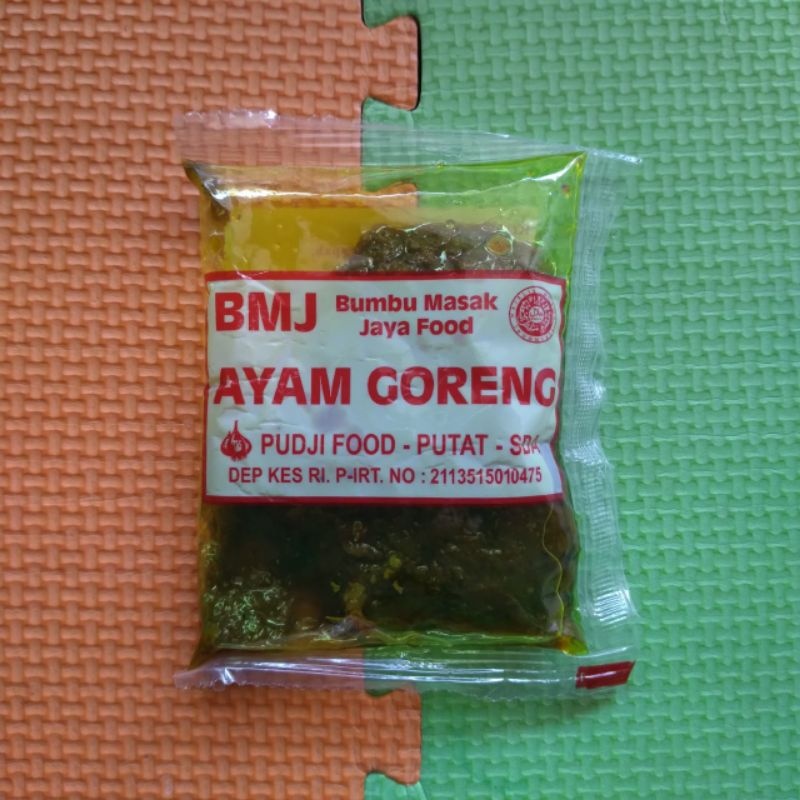 BMJ Bumbu Masak
Jaya Food
AYAM GORENG
PUDJI FOOD - PUTAT - SDA
DEP KES RI. P-IRT. NO : 2113515010475